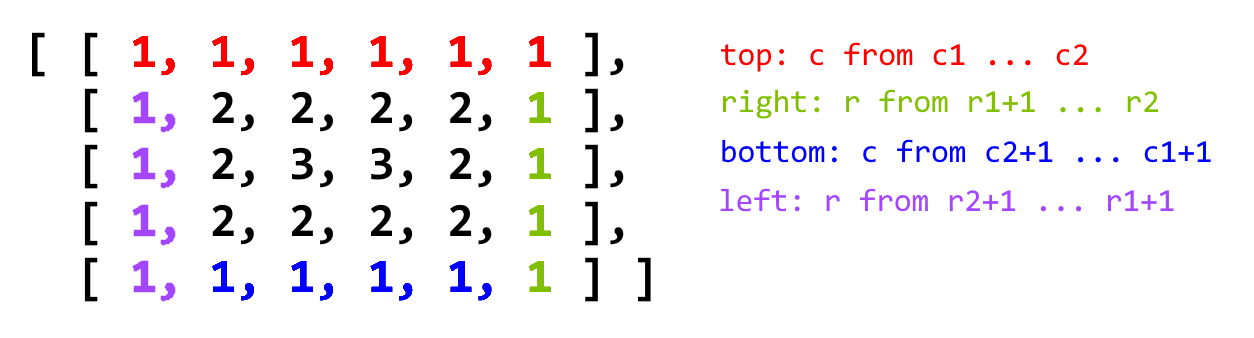 [ [ 1, 1, 1, 1, 1, 1 ],
[ 1, 2, 2, 2, 2, 1 ],
[ 1, 2, 3, 3, 2, 1 ],
[ 1, 2, 2, 2, 2, 1 ],
[ 1, 1, 1, 1, 1, 1 ] ]
top: c from c1 ... c2
right: r from r1+1 ... r2
bottom: c from c2+1 ... c1+1
left: r from r2+1 ... r1+1